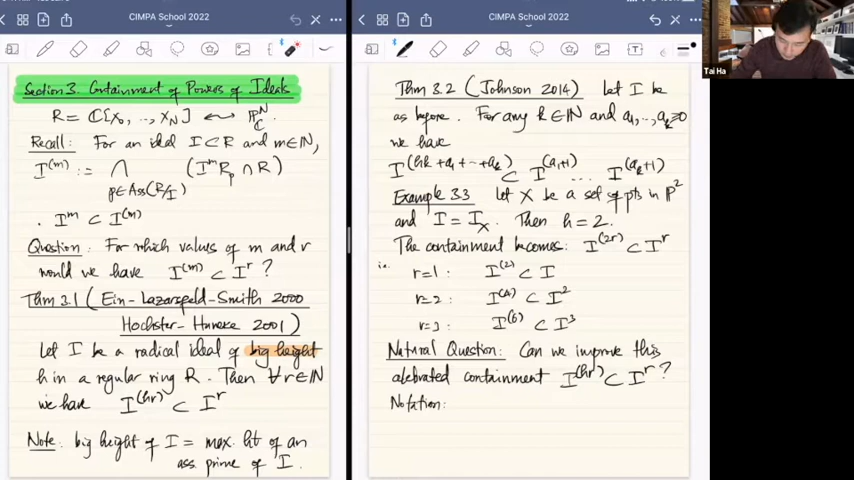 CIMPA School 2022
Section 3. Containment of Powers of Ideals
R = ℂ[x₀, .., x_N] ⟷ ℙ^N_ℂ.
Recall: For an ideal I ⊂ R and m ∈ ℕ,
I^(m) := ⋂_{p∈Ass(R/I)} (I^m R_p ∩ R)
. I^m ⊂ I^(m)
Question: For which values of m and r
would we have I^(m) ⊂ I^r ?
Thm 3.1 (Ein-Lazarsfeld-Smith 2000
Hochster-Huneke 2001)
Let I be a radical ideal of big height
h in a regular ring R. Then ∀r∈ℕ
we have I^(hr) ⊂ I^r
Note: big height of I = max. ht of an
ass. prime of I.
CIMPA School 2022
Thm 3.2 (Johnson 2014) Let I be
as before. For any k ∈ ℕ and a₁,..,a_k ≥ 0
we have
I^(hk+a₁+⋯+a_k) ⊂ I^(a₁+1) ... I^(a_k+1)
Example 3.3 Let X be a set of pts in ℙ²
and I = I_X. Then h = 2.
The containment becomes: I^(2r) ⊂ I^r
i.e.
r=1: I^(2) ⊂ I
r=2: I^(4) ⊂ I²
r=3: I^(6) ⊂ I³
Natural Question: Can we improve this
celebrated containment I^(hr) ⊂ I^r ?
Notation:
Tai Ha